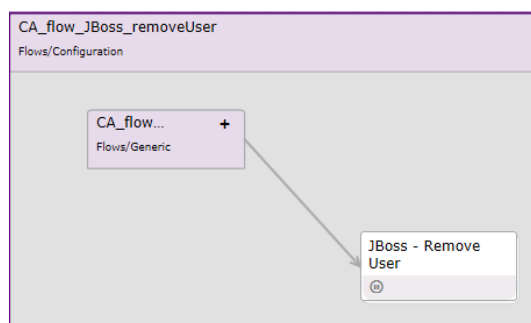 CA_flow_JBoss_removeUser
Flows/Configuration
CA_flow... +
Flows/Generic
JBoss - Remove
User